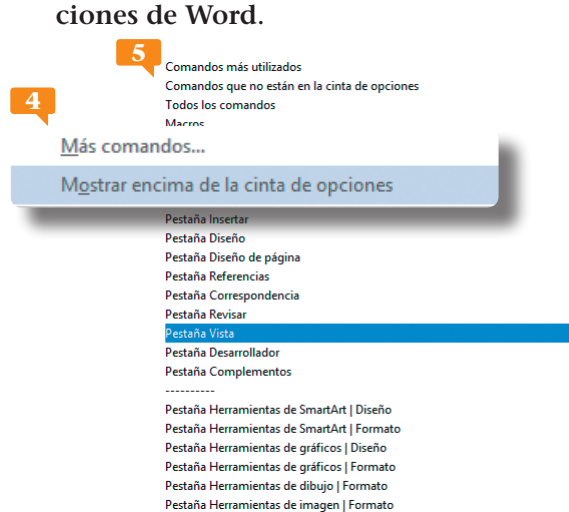 ciones de Word.
5
Comandos más utilizados
Comandos que no están en la cinta de opciones
Todos los comandos
Macros
4
Más comandos...
Mostrar encima de la cinta de opciones
Pestaña Insertar
Pestaña Diseño
Pestaña Diseño de página
Pestaña Referencias
Pestaña Correspondencia
Pestaña Revisar
Pestaña Vista
Pestaña Desarrollador
Pestaña Complementos
----------
Pestaña Herramientas de SmartArt | Diseño
Pestaña Herramientas de SmartArt | Formato
Pestaña Herramientas de gráficos | Diseño
Pestaña Herramientas de gráficos | Formato
Pestaña Herramientas de dibujo | Formato
Pestaña Herramientas de imagen | Formato